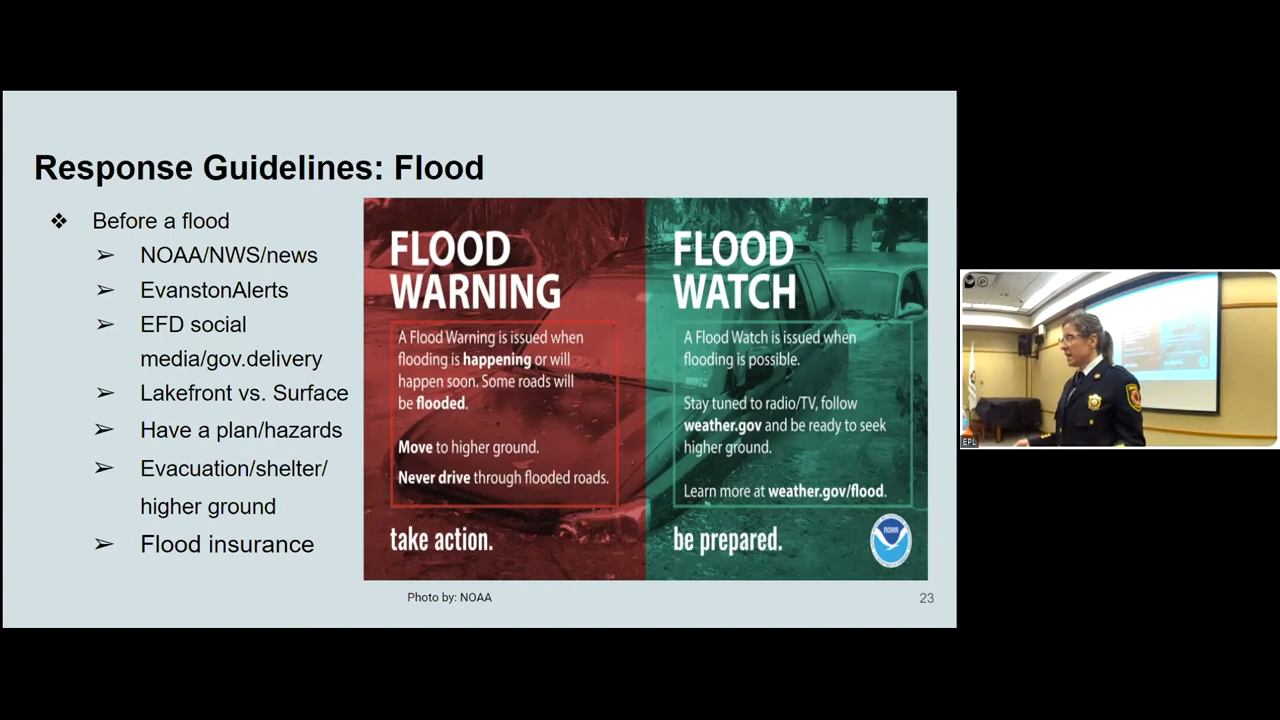 Response Guidelines: Flood
❖ Before a flood
➢ NOAA/NWS/news
➢ EvanstonAlerts
➢ EFD social
media/gov.delivery
➢ Lakefront vs. Surface
➢ Have a plan/hazards
➢ Evacuation/shelter/
higher ground
➢ Flood insurance
FLOOD
WARNING
A Flood Warning is issued when
flooding is happening or will
happen soon. Some roads will
be flooded.
Move to higher ground.
Never drive through flooded roads.
take action.
FLOOD
WATCH
A Flood Watch is issued when
flooding is possible.
Stay tuned to radio/TV, follow
weather.gov and be ready to seek
higher ground.
Learn more at weather.gov/flood.
be prepared.
NOAA
Photo by: NOAA
23
EPL